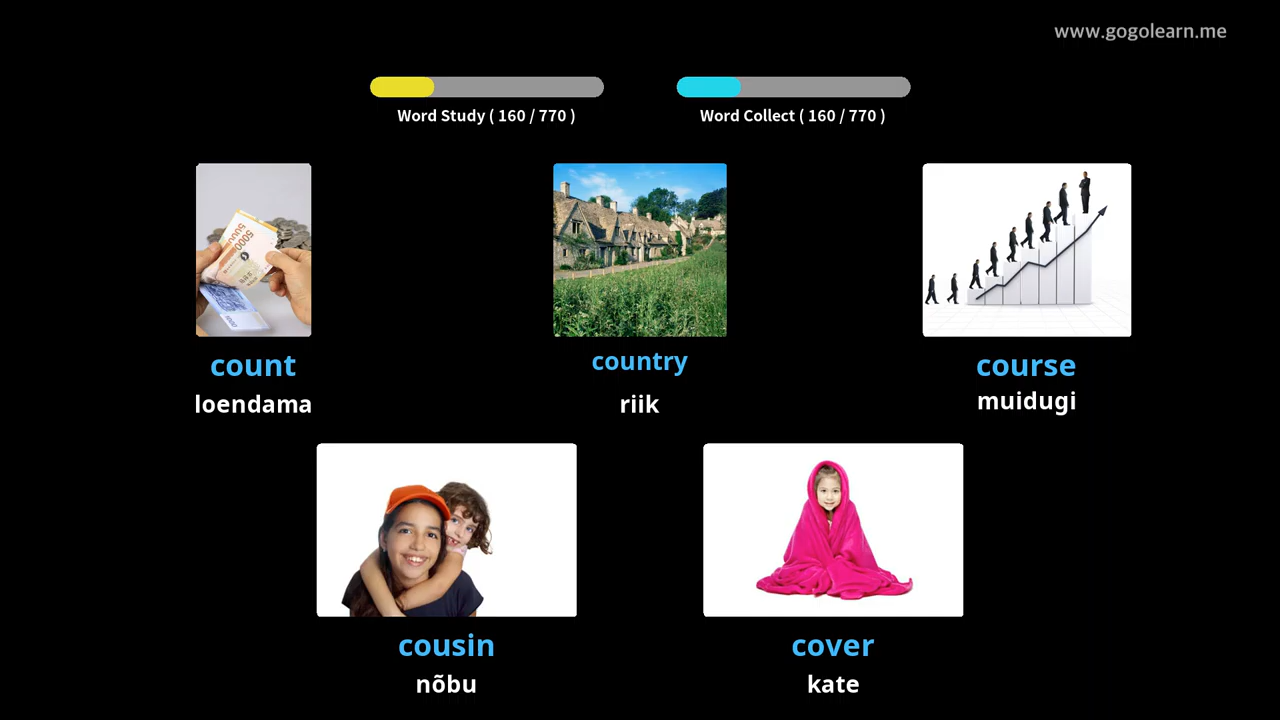 www.gogolearn.me
Word Study ( 160 / 770 )
Word Collect ( 160 / 770 )
5000
count
country
course
loendama
riik
muidugi
cousin
cover
nõbu
kate